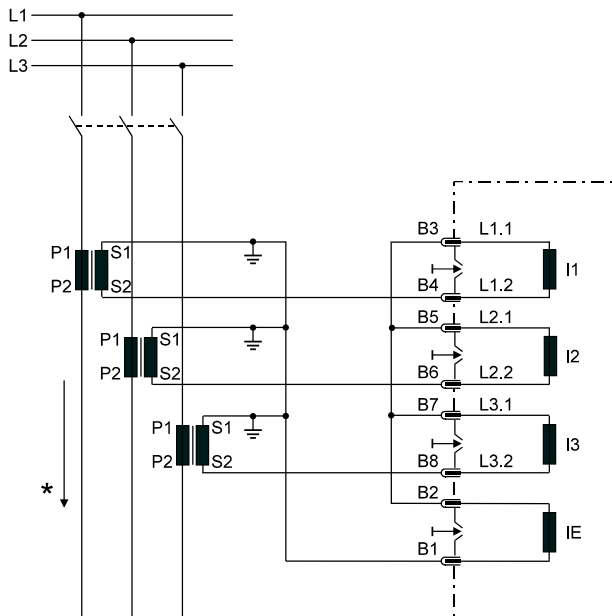 L1
L2
L3
P1 S1
P2 S2
P1 S1
P2 S2
P1 S1
P2 S2
*
B3 L1.1
I1
B4 L1.2
B5 L2.1
I2
B6 L2.2
B7 L3.1
I3
B8 L3.2
B2
IE
B1